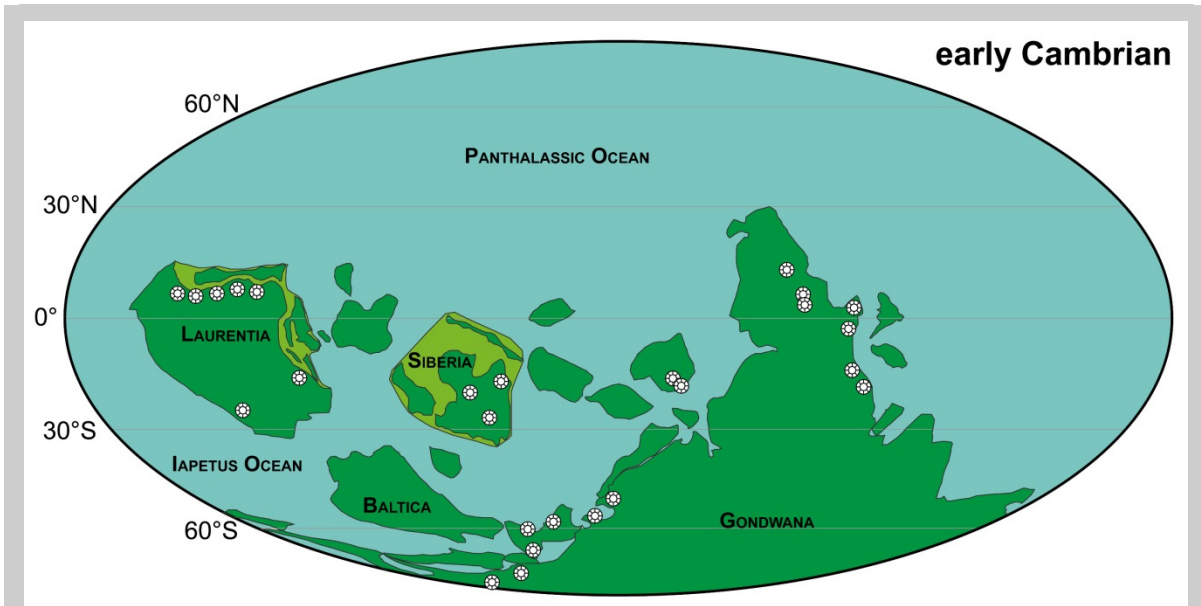 early Cambrian
60°N
PANTHALASSIC OCEAN
30°N
0°
LAURENTIA
SIBERIA
30°S
IAPETUS OCEAN
BALTICA
GONDWANA
60°S